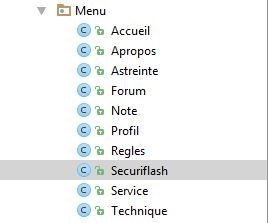 Menu
C Accueil
C Apropos
C Astreinte
C Forum
C Note
C Profil
C Regles
C Securiflash
C Service
C Technique